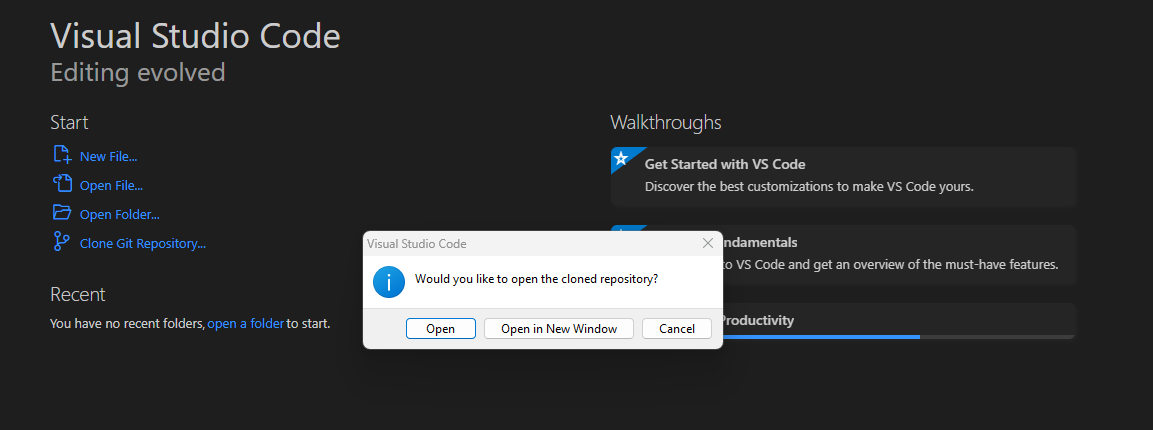 Visual Studio Code
Editing evolved
Start
New File...
Open File...
Open Folder...
Clone Git Repository...
Recent
You have no recent folders, open a folder to start.
Walkthroughs
Get Started with VS Code
Discover the best customizations to make VS Code yours.
ndamentals
to VS Code and get an overview of the must-have features.
Productivity
Visual Studio Code
Would you like to open the cloned repository?
Open
Open in New Window
Cancel